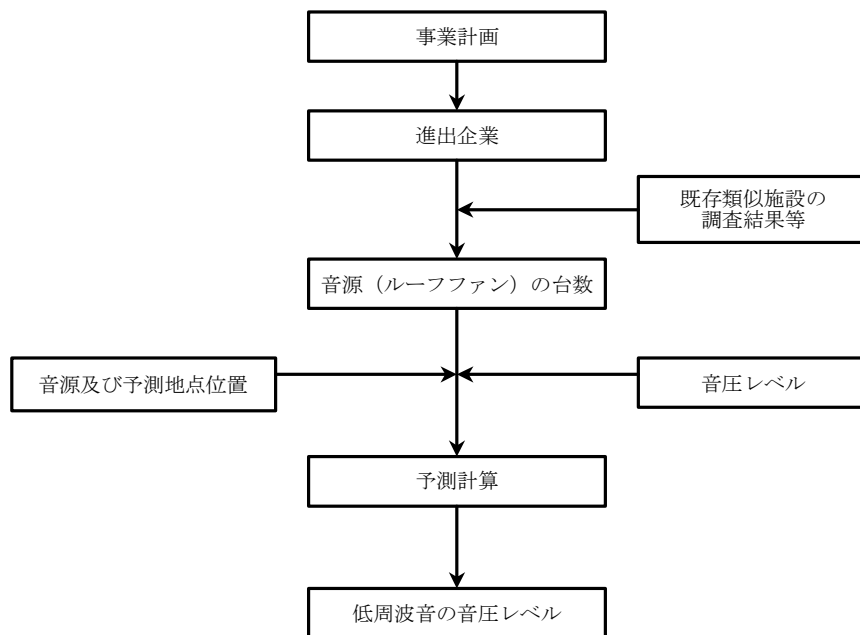 事業計画
進出企業
既存類似施設の
調査結果等
音源（ルーフファン）の台数
音源及び予測地点位置
音圧レベル
予測計算
低周波音の音圧レベル